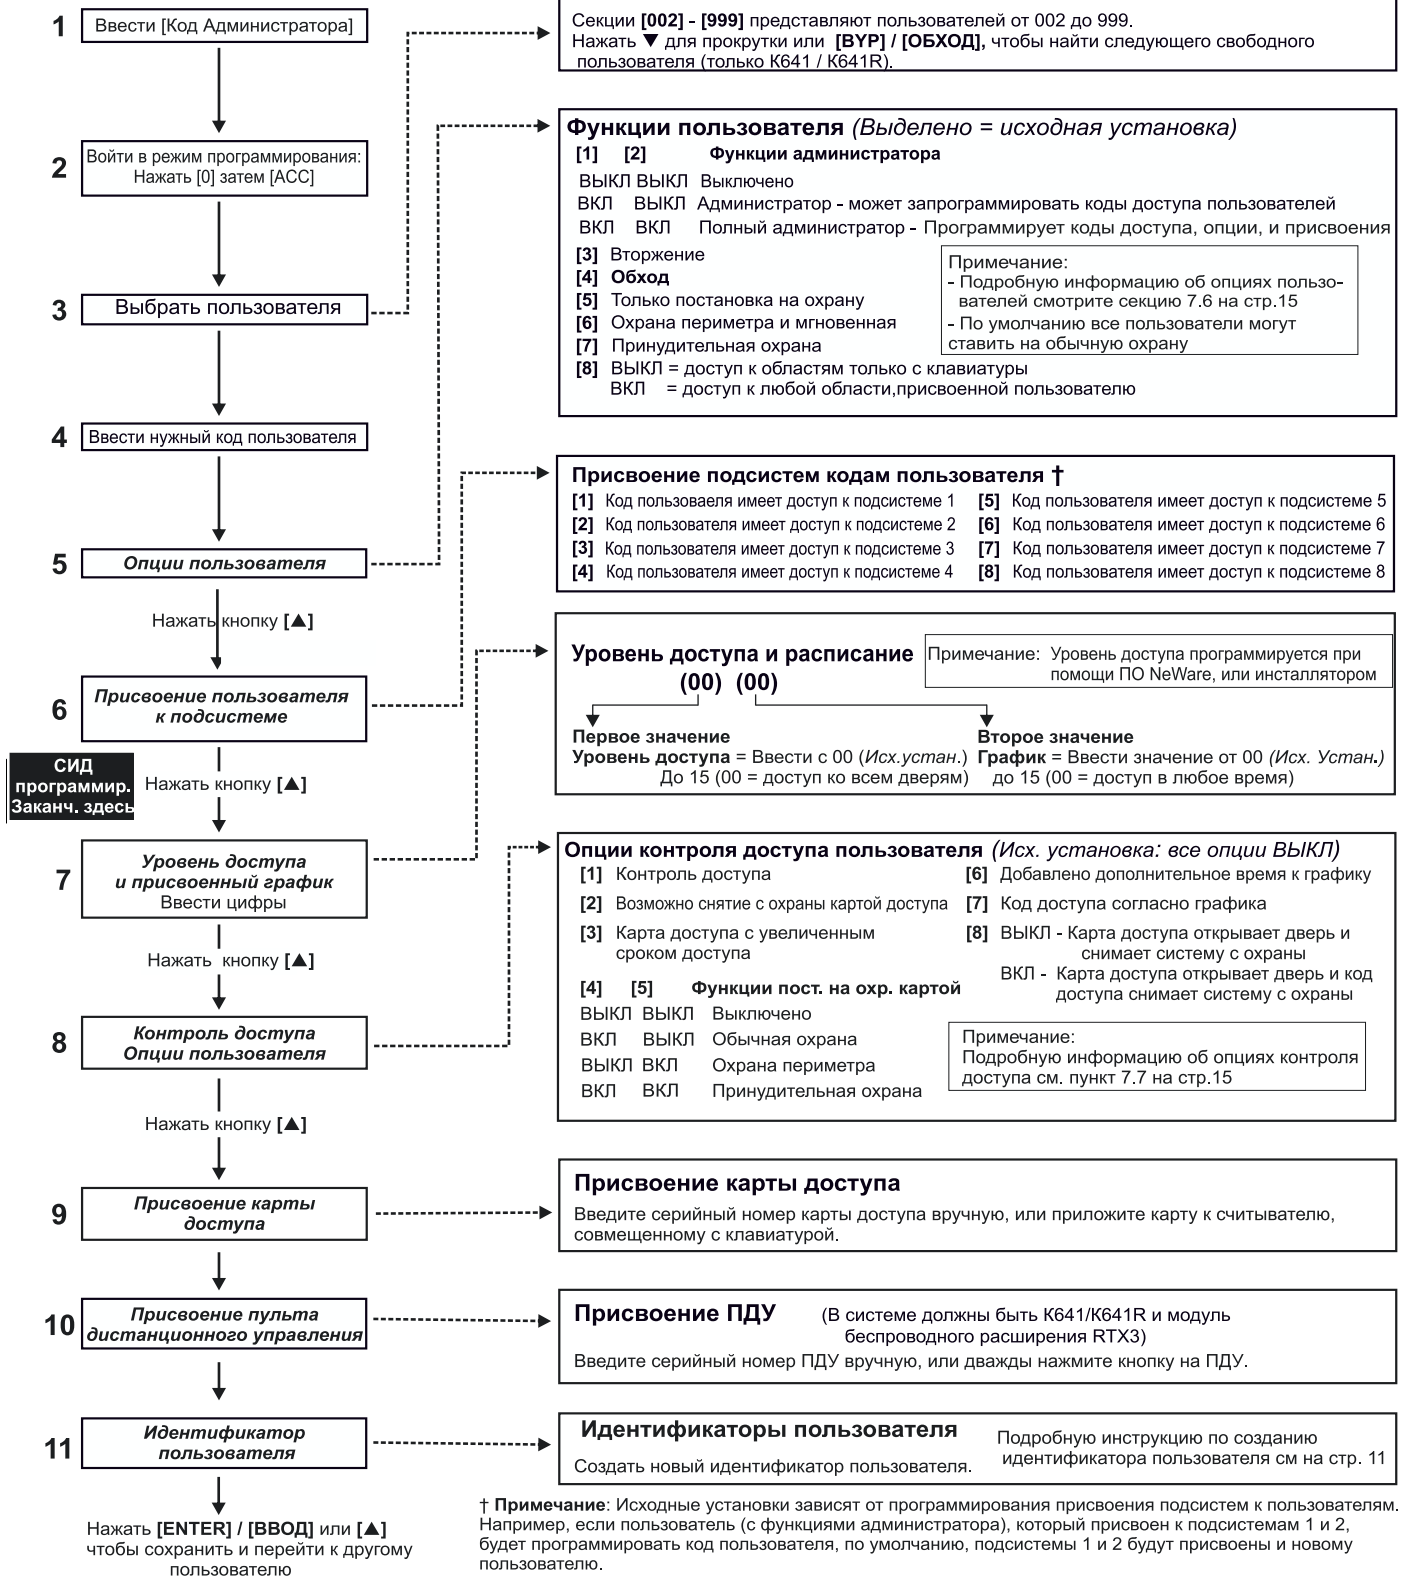 1 Ввести [Код Администратора]
2 Войти в режим программирования:
Нажать [0] затем [ACC]
3 Выбрать пользователя
4 Ввести нужный код пользователя
5 Опции пользователя
Нажать кнопку [▲]
6 Присвоение пользователя
к подсистеме
СИД
программир.
Заканч. здесь
Нажать кнопку [▲]
7 Уровень доступа
и присвоенный график
Ввести цифры
Нажать кнопку [▲]
8 Контроль доступа
Опции пользователя
Нажать кнопку [▲]
9 Присвоение карты
доступа
10 Присвоение пульта
дистанционного управления
11 Идентификатор
пользователя
Нажать [ENTER] / [ВВОД] или [▲]
чтобы сохранить и перейти к другому
пользователю
Секции [002] - [999] представляют пользователей от 002 до 999.
Нажать ▼ для прокрутки или [BYP] / [ОБХОД], чтобы найти следующего свободного
пользователя (только K641 / K641R).
Функции пользователя (Выделено = исходная установка)
[1] [2] Функции администратора
ВЫКЛ ВЫКЛ Выключено
ВКЛ ВЫКЛ Администратор - может запрограммировать коды доступа пользователей
ВКЛ ВКЛ Полный администратор - Программирует коды доступа, опции, и присвоения
[3] Вторжение
[4] Обход
[5] Только постановка на охрану
[6] Охрана периметра и мгновенная
[7] Принудительная охрана
[8] ВЫКЛ = доступ к областям только с клавиатуры
ВКЛ = доступ к любой области,присвоенной пользователю
Примечание:
- Подробную информацию об опциях пользо-
вателей смотрите секцию 7.6 на стр.15
- По умолчанию все пользователи могут
ставить на обычную охрану
Присвоение подсистем кодам пользователя †
[1] Код пользоваеля имеет доступ к подсистеме 1 [5] Код пользователя имеет доступ к подсистеме 5
[2] Код пользователя имеет доступ к подсистеме 2 [6] Код пользователя имеет доступ к подсистеме 6
[3] Код пользователя имеет доступ к подсистеме 3 [7] Код пользователя имеет доступ к подсистеме 7
[4] Код пользователя имеет доступ к подсистеме 4 [8] Код пользователя имеет доступ к подсистеме 8
Уровень доступа и расписание
(00) (00)
Примечание: Уровень доступа программируется при
помощи ПО NeWare, или инсталлятором
Первое значение
Уровень доступа = Ввести с 00 (Исх.устан.)
До 15 (00 = доступ ко всем дверям)
Второе значение
График = Ввести значение от 00 (Исх. Устан.)
до 15 (00 = доступ в любое время)
Опции контроля доступа пользователя (Исх. установка: все опции ВЫКЛ)
[1] Контроль доступа
[2] Возможно снятие с охраны картой доступа
[3] Карта доступа с увеличенным
сроком доступа
[4] [5] Функции пост. на охр. картой
ВЫКЛ ВЫКЛ Выключено
ВКЛ ВЫКЛ Обычная охрана
ВЫКЛ ВКЛ Охрана периметра
ВКЛ ВКЛ Принудительная охрана
[6] Добавлено дополнительное время к графику
[7] Код доступа согласно графика
[8] ВЫКЛ - Карта доступа открывает дверь и
снимает систему с охраны
ВКЛ - Карта доступа открывает дверь и код
доступа снимает систему с охраны
Примечание:
Подробную информацию об опциях контроля
доступа см. пункт 7.7 на стр.15
Присвоение карты доступа
Введите серийный номер карты доступа вручную, или приложите карту к считывателю,
совмещенному с клавиатурой.
Присвоение ПДУ (В системе должны быть K641/K641R и модуль
беспроводного расширения RTX3)
Введите серийный номер ПДУ вручную, или дважды нажмите кнопку на ПДУ.
Идентификаторы пользователя
Создать новый идентификатор пользователя.
Подробную инструкцию по созданию
идентификатора пользователя см на стр. 11
† Примечание: Исходные установки зависят от программирования присвоения подсистем к пользователям.
Например, если пользователь (с функциями администратора), который присвоен к подсистемам 1 и 2,
будет программировать код пользователя, по умолчанию, подсистемы 1 и 2 будут присвоены и новому
пользователю.